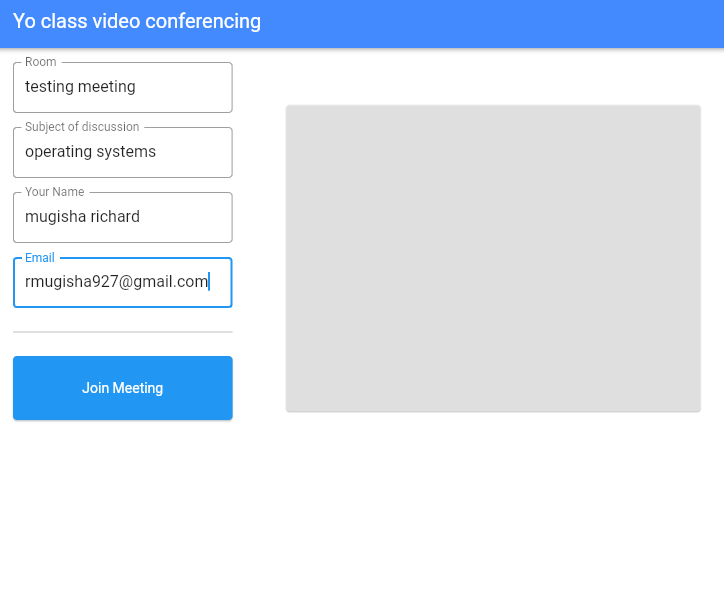 Yo class video conferencing
Room
testing meeting
Subject of discussion
operating systems
Your Name
mugisha richard
Email
rmugisha927@gmail.com
Join Meeting